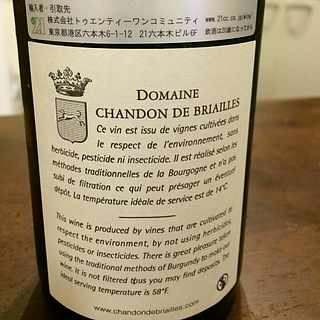 輸入者・引取先
株式会社トゥエンティーワンコミュニティ
東京都港区六本木6-1-12 21六本木ビル6F
www.21cc.co.jp/wine/
飲酒は20歳になってから。
21
DOMAINE
CHANDON DE BRIAILLES
Ce vin est issu de vignes cultivées dans
le respect de l'environnement, sans
herbicide, pesticide ni insecticide. Il est réalisé selon les
méthodes traditionnelles de la Bourgogne et n'a pas
subi de filtration ce qui peut présager un éventuel
dépôt. La température idéale de service est de 14°C.
This wine is produced by vines that are cultivated to
respect the environment, by not using herbicides,
pesticides or insecticides. There is great pleasure taken
using the traditional methods of Burgundy to make our
wine. It is not filtered thus you may find deposits. The
ideal serving temperature is 58°F.
www.chandondebriailles.com